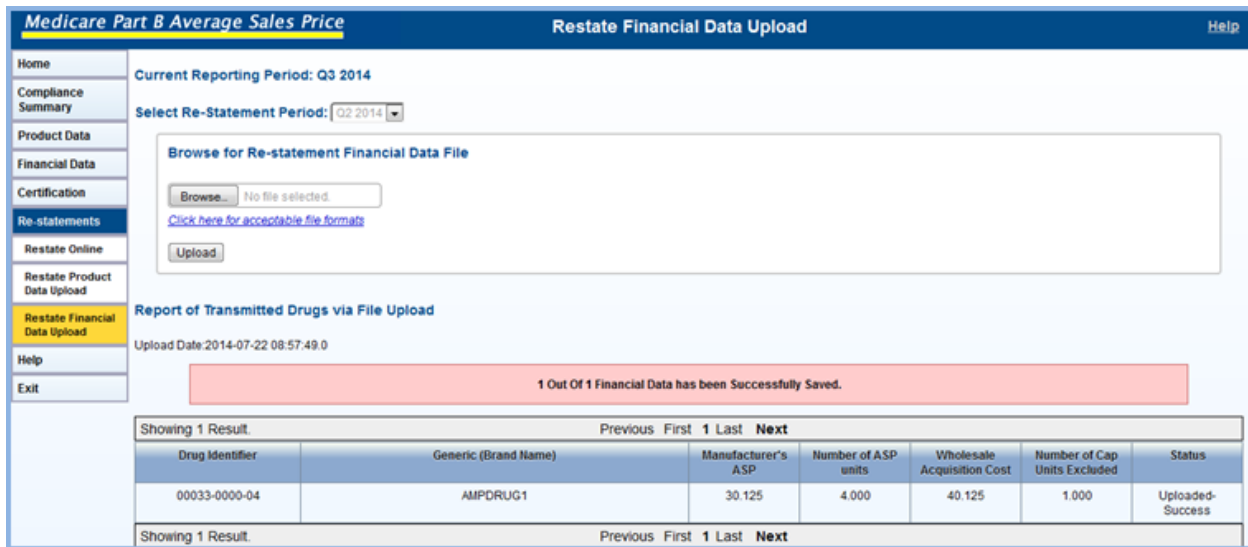 Medicare Part B Average Sales Price
Restate Financial Data Upload
Help
Home
Compliance
Summary
Product Data
Financial Data
Certification
Re-statements
Restate Online
Restate Product
Data Upload
Restate Financial
Data Upload
Help
Exit
Current Reporting Period: Q3 2014
Select Re-Statement Period: Q2 2014
Browse for Re-statement Financial Data File
Browse... No file selected.
Click here for acceptable file formats
Upload
Report of Transmitted Drugs via File Upload
Upload Date:2014-07-22 08:57:49.0
1 Out Of 1 Financial Data has been Successfully Saved.
Showing 1 Result. Previous First 1 Last Next
Drug Identifier Generic (Brand Name) Manufacturer's ASP Number of ASP units Wholesale Acquisition Cost Number of Cap Units Excluded Status
00033-0000-04 AMPDRUG1 30.125 4.000 40.125 1.000 Uploaded-Success
Showing 1 Result. Previous First 1 Last Next